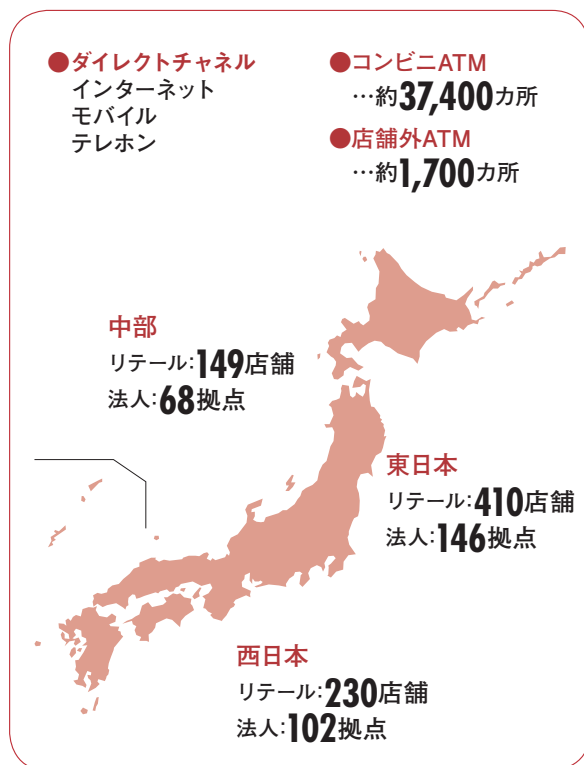 ●ダイレクトチャネル
インターネット
モバイル
テレホン
●コンビニATM
…約37,400カ所
●店舗外ATM
…約1,700カ所
中部
リテール:149店舗
法人:68拠点
東日本
リテール:410店舗
法人:146拠点
西日本
リテール:230店舗
法人:102拠点